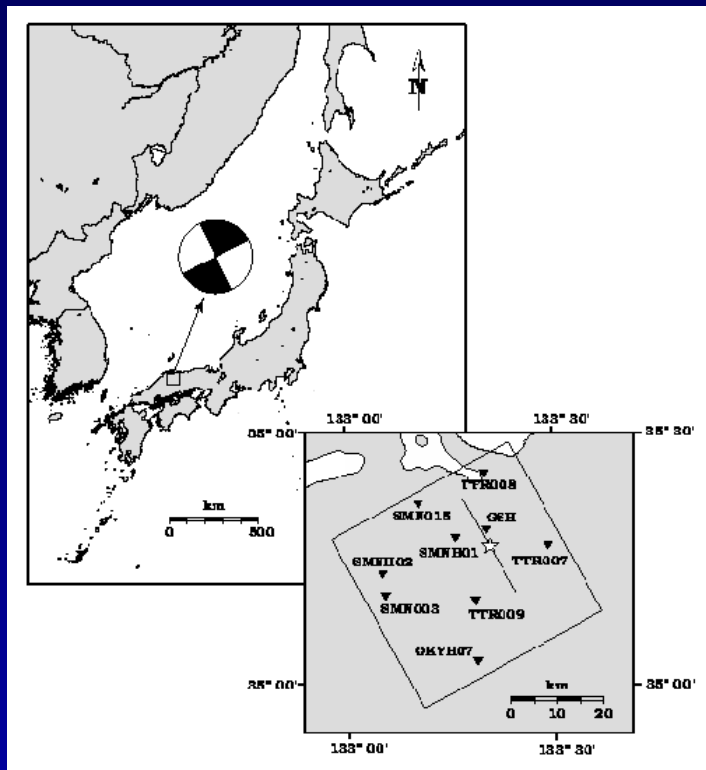 N
km
0 500
133° 00' 133° 30'
35° 30' 35° 30'
TTR008
SMN015
GSH
SMNH01
TTR007
SMNH02
SMN003
TTR009
OKYH07
km
35° 00' 35° 00'
0 10 20
133° 00' 133° 30'